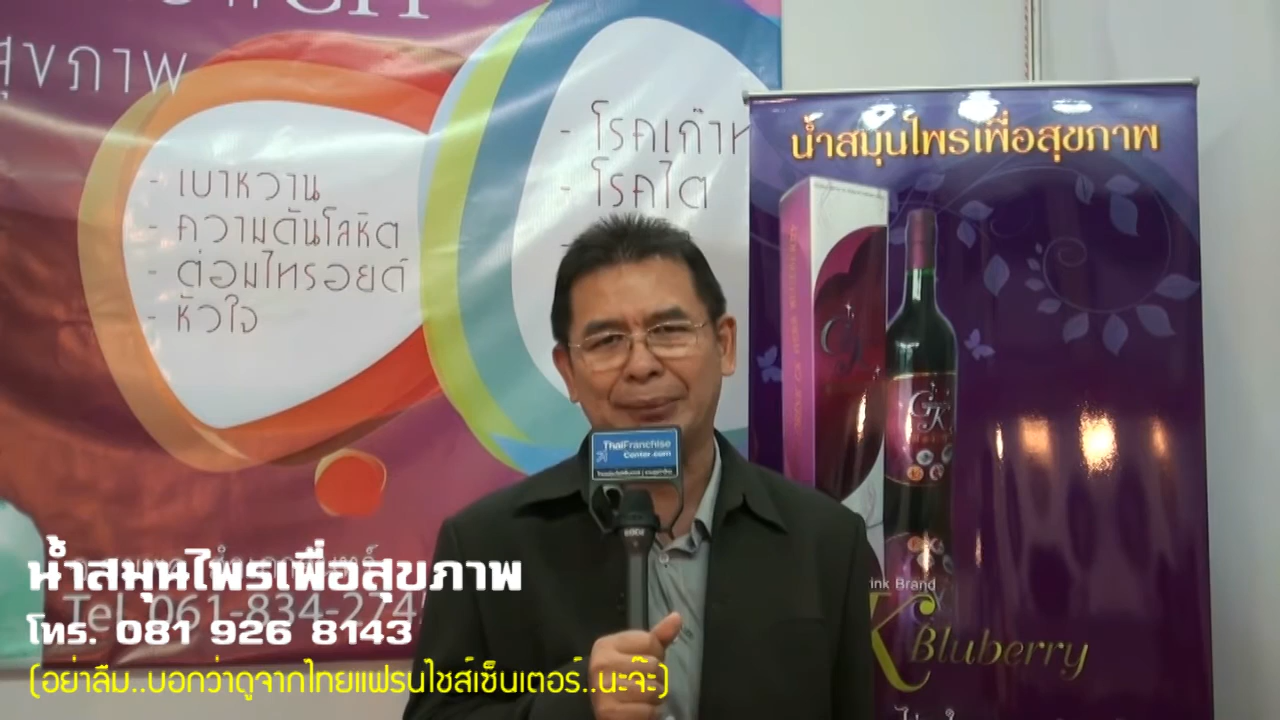 สุขภาพ
- เบาหวาน
- ความดันโลหิต
- ต่อมไทรอยด์
- หัวใจ
- โรคเก๊าท
- โรคไต
น้ำสมุนไพรเพื่อสุขภาพ
GK
ThaiFranchise
Center.com
ink Brand
K Bluberry
Tel. 061-834-274
น้ำสมุนไพรเพื่อสุขภาพ
โทร. 081 926 8143
(อย่าลืม..บอกว่าดูจากไทยแฟรนไชส์เซ็นเตอร์..นะจ๊ะ)